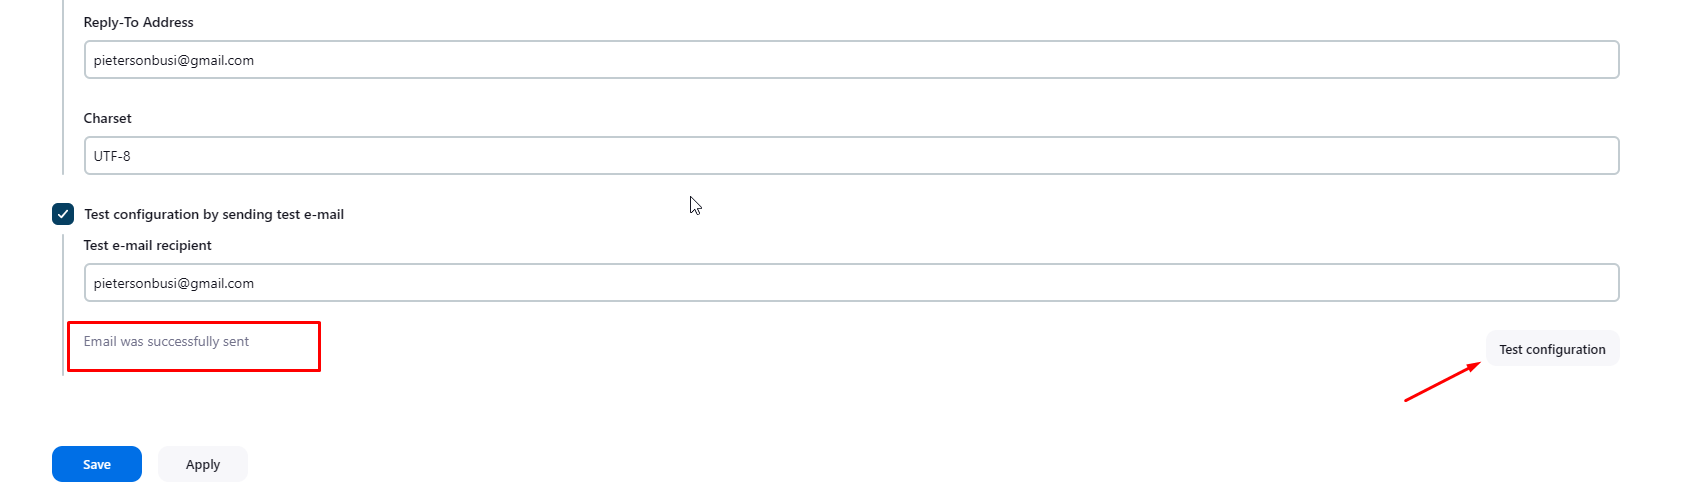 Reply-To Address
pietersonbusi@gmail.com
Charset
UTF-8
Test configuration by sending test e-mail
Test e-mail recipient
pietersonbusi@gmail.com
Email was successfully sent
Test configuration
Save
Apply